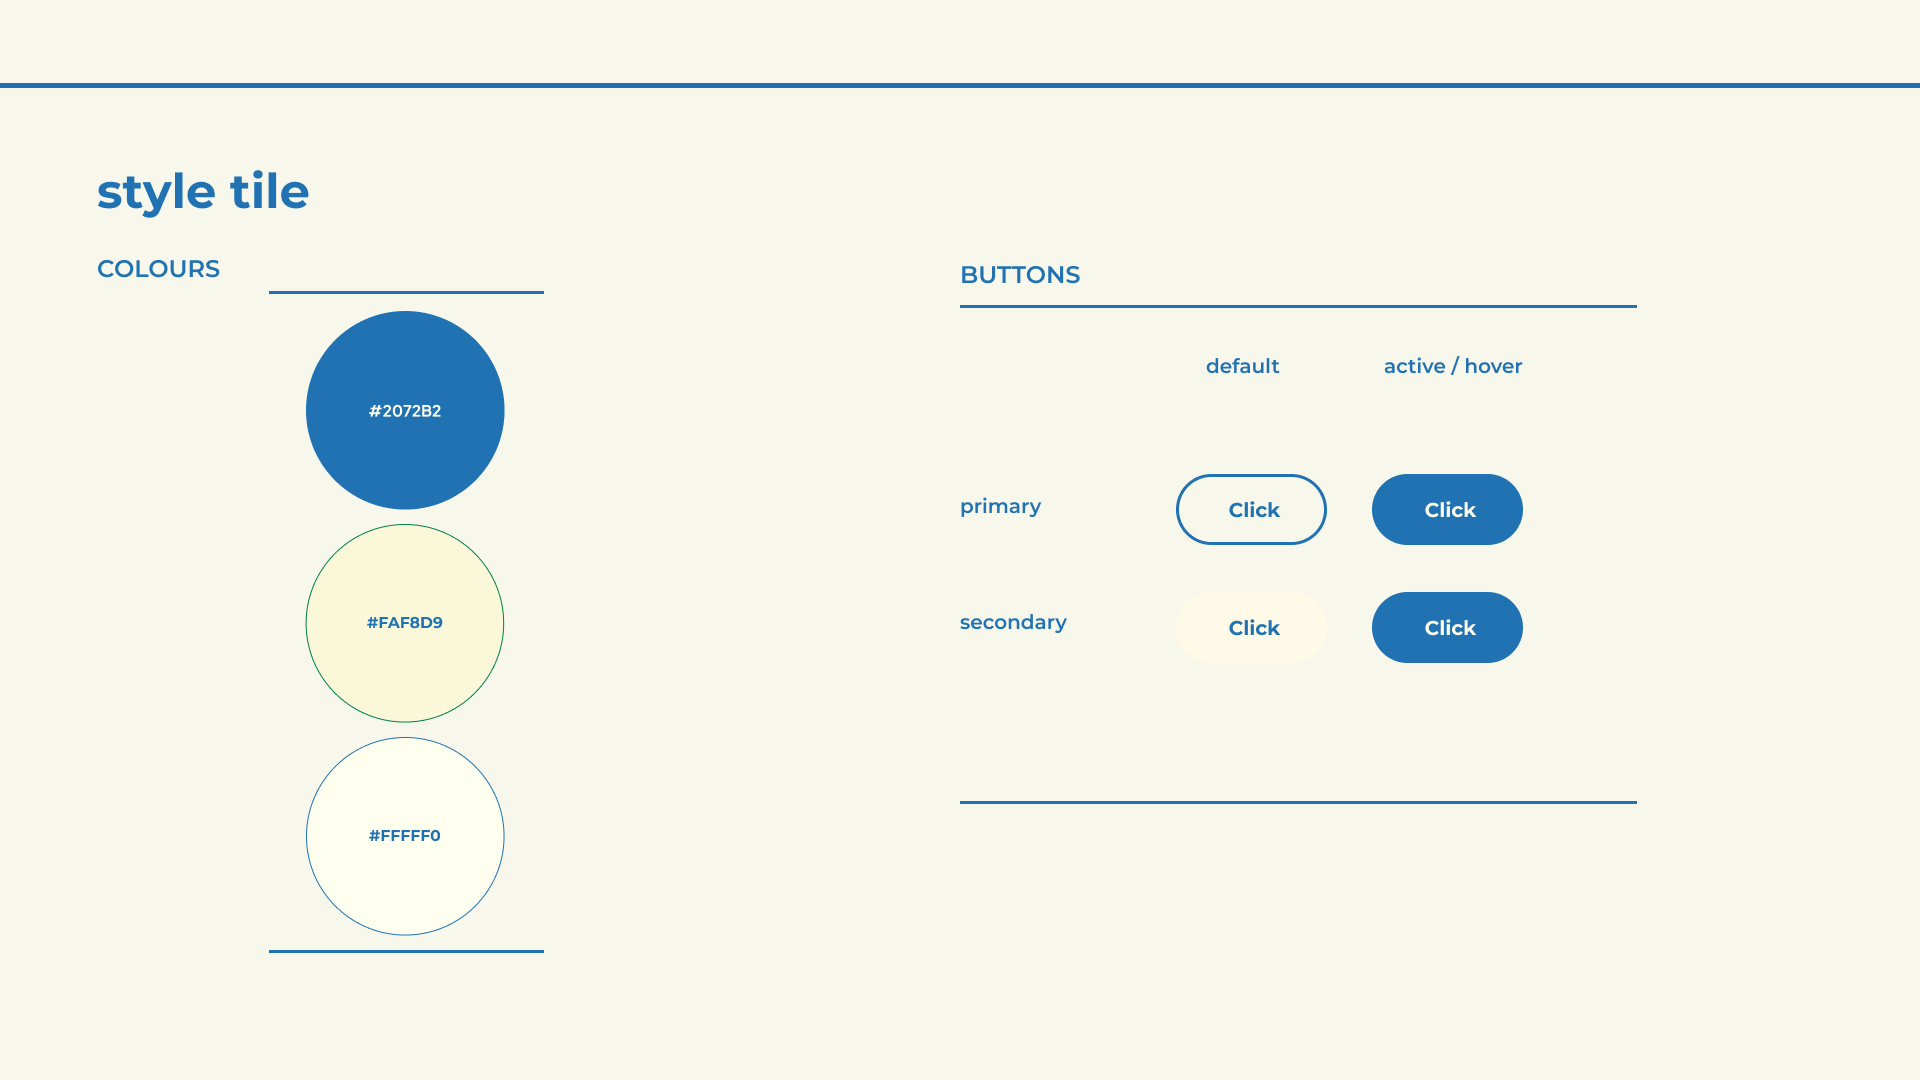 style tile
COLOURS
#2072B2
#FAF8D9
#FFFFF0
BUTTONS
default active / hover
primary Click Click
secondary Click Click